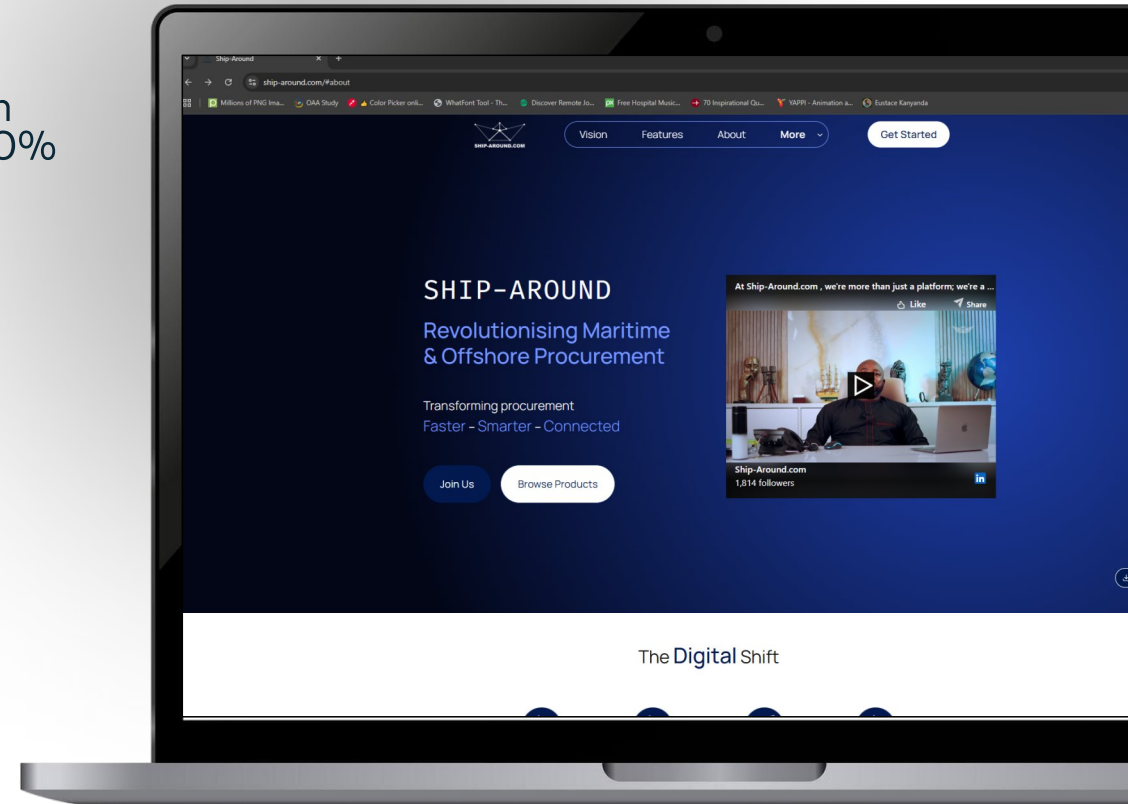 n
0%
Ship-Around
ship-around.com/#about
Millions of PNG Ima...
OAA Study
Color Picker onli...
WhatFont Tool - Th...
Discover Remote Jo...
Free Hospital Music...
70 Inspirational Qu...
YAPPI - Animation a...
Eustace Kanyanda
SHIP-AROUND.COM
Vision
Features
About
More
Get Started
SHIP-AROUND
Revolutionising Maritime
& Offshore Procurement
Transforming procurement
Faster - Smarter - Connected
Join Us
Browse Products
At Ship-Around.com , we're more than just a platform; we're a ...
Like
Share
Ship-Around.com
1,814 followers
in
The Digital Shift